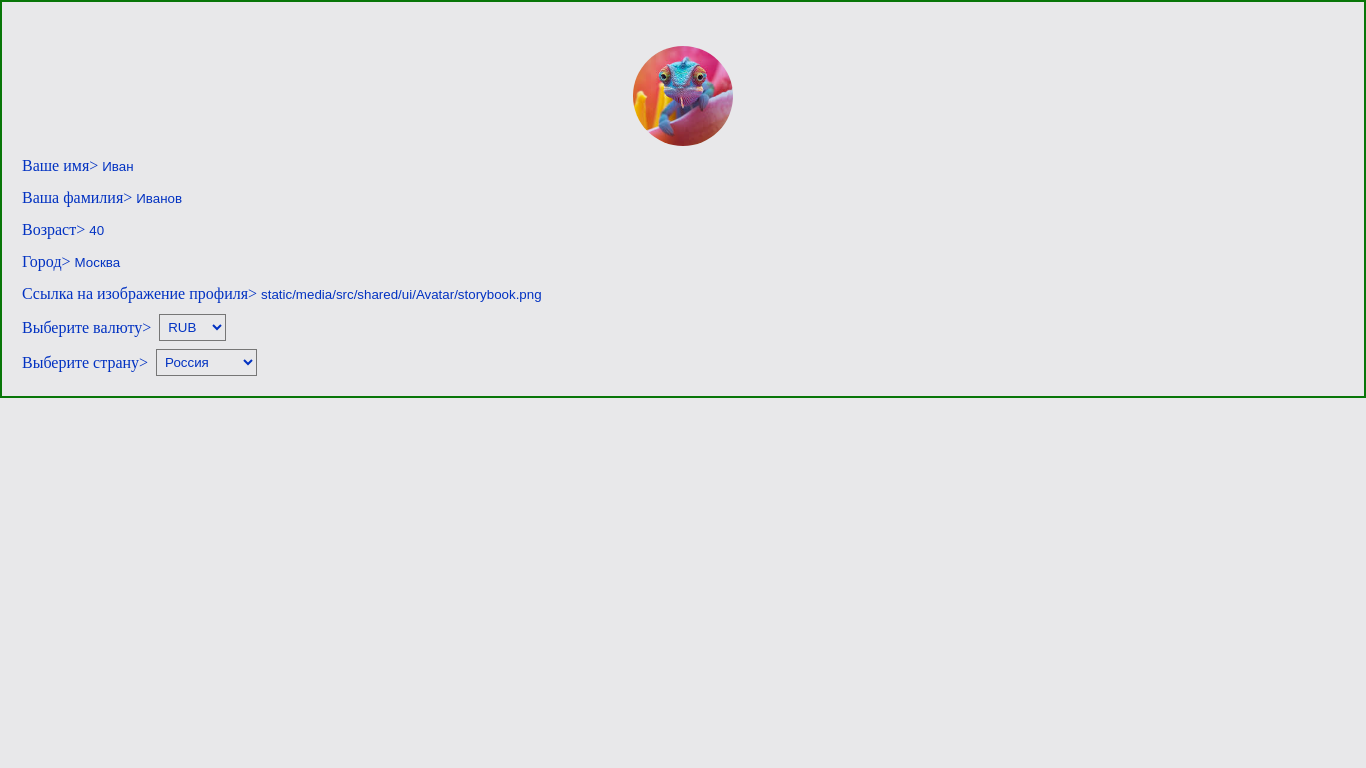 Ваше имя> Иван
Ваша фамилия> Иванов
Возраст> 40
Город> Москва
Ссылка на изображение профиля> static/media/src/shared/ui/Avatar/storybook.png
Выберите валюту> RUB
Выберите страну> Россия